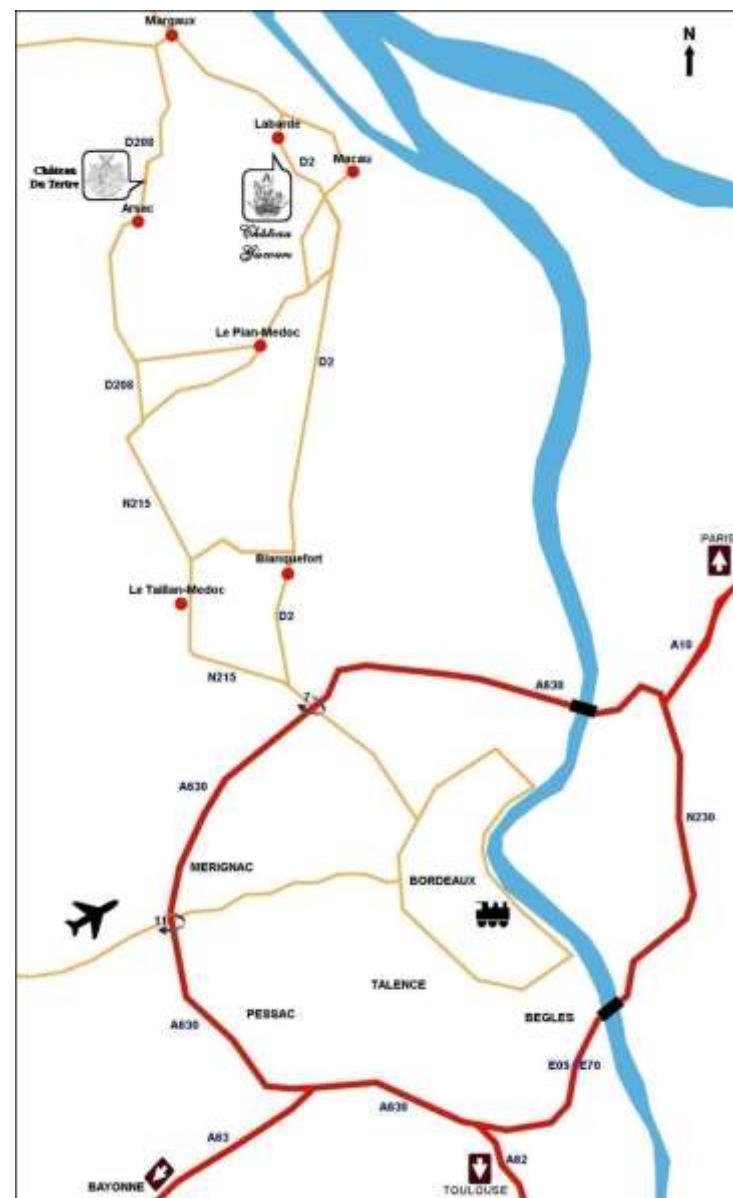 Margaux
N
Labarde
D208
D2
Macau
Château
Du Tertre
Arsac
Château
Le Pian-Medoc
D2
D208
N215
PARIS
Blanquefort
Le Taillan-Medoc
D2
A10
N215
A630
7
A630
N230
MERIGNAC
BORDEAUX
11
TALENCE
A630
PESSAC
BEGLES
E05 E70
A630
A63
A62
BAYONNE
TOULOUSE